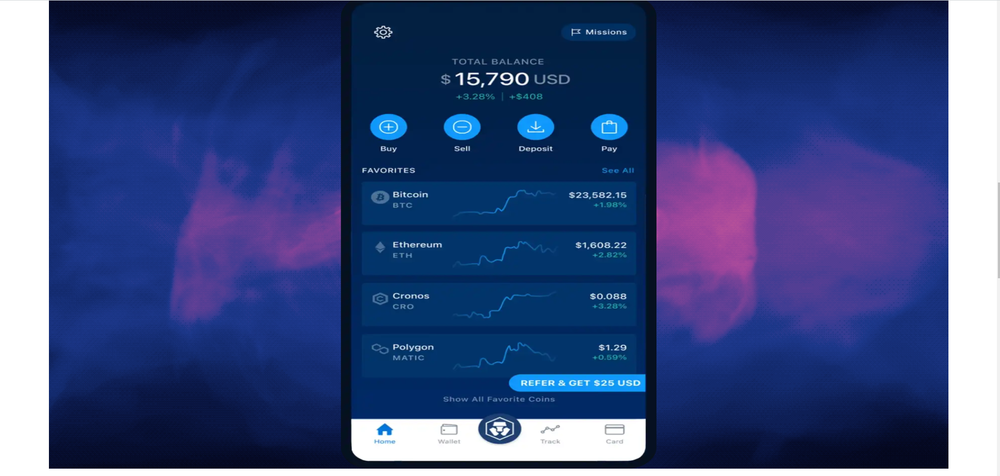 Missions
TOTAL BALANCE
$ 15,790 USD
+3.28% | +$408
Buy Sell Deposit Pay
FAVORITES See All
Bitcoin $23,582.15
BTC +1.98%
Ethereum $1,608.22
ETH +2.82%
Cronos $0.088
CRO +3.28%
Polygon $1.29
MATIC +0.59%
REFER & GET $25 USD
Show All Favorite Coins
Home Wallet Track Card